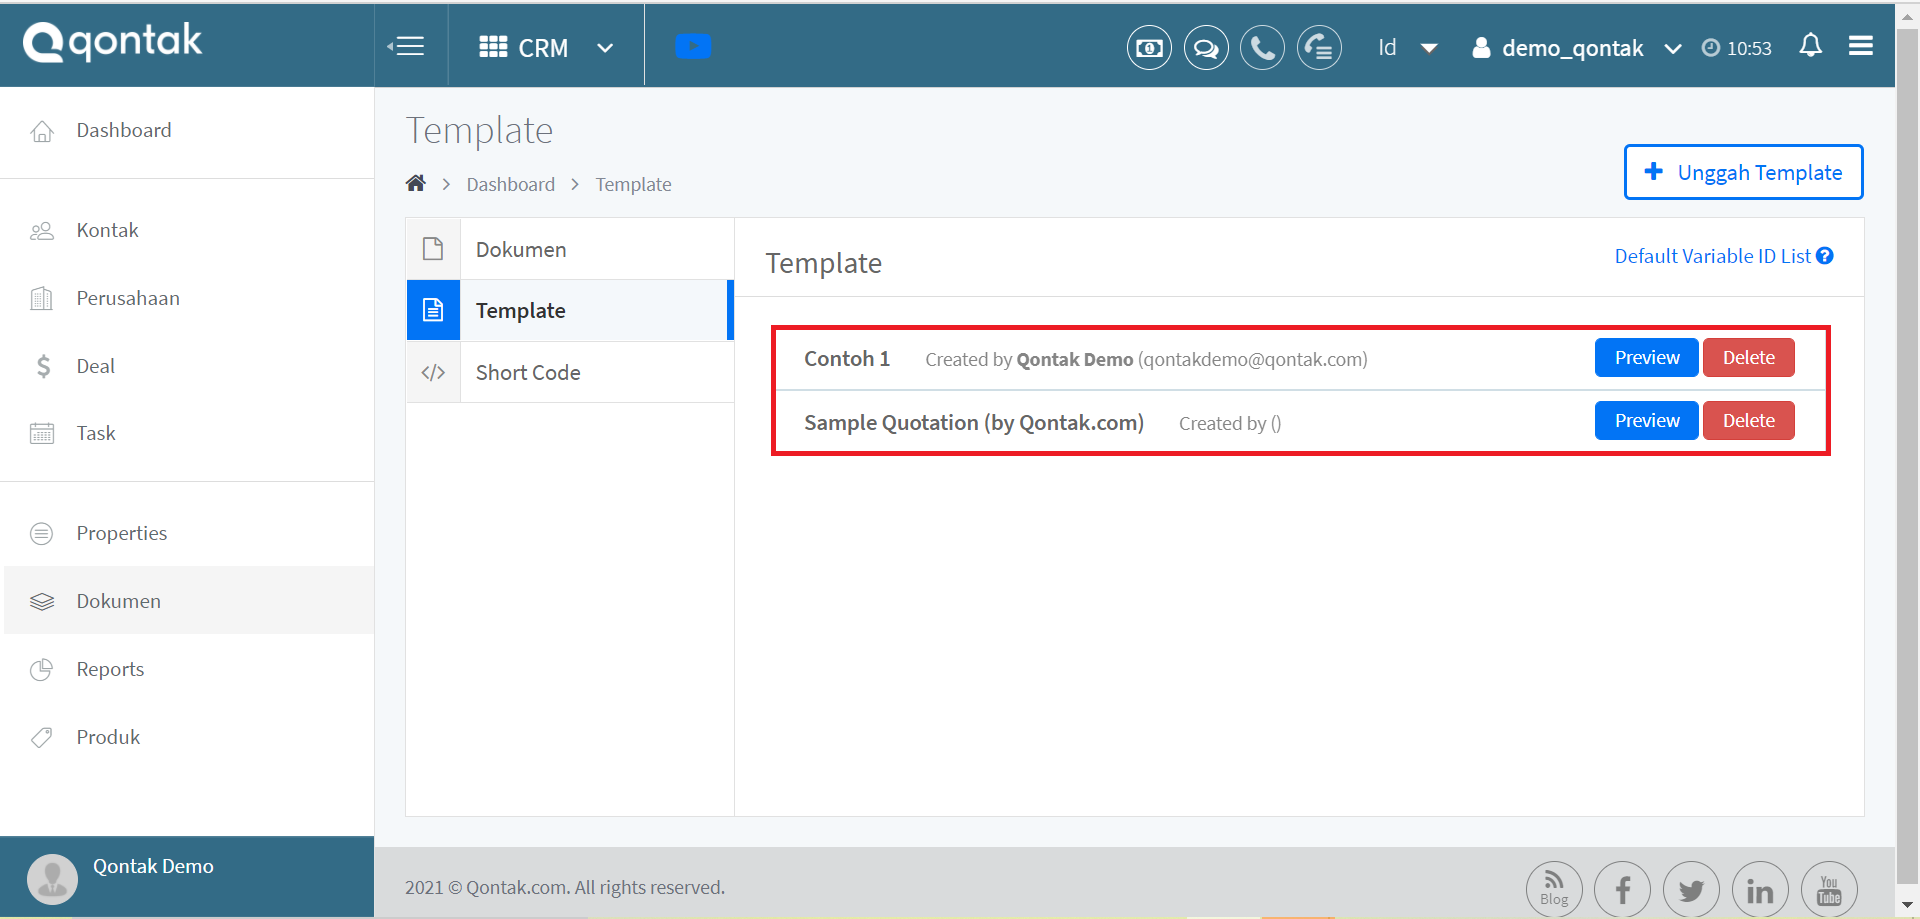 qontak
CRM
Id
demo_qontak
10:53
Dashboard
Kontak
Perusahaan
Deal
Task
Properties
Dokumen
Reports
Produk
Qontak Demo
Template
Dashboard
Template
Unggah Template
Dokumen
Template
Short Code
Template
Default Variable ID List
Contoh 1 Created by Qontak Demo (qontakdemo@qontak.com) Preview Delete
Sample Quotation (by Qontak.com) Created by () Preview Delete
2021 © Qontak.com. All rights reserved.
Blog
You
Tube